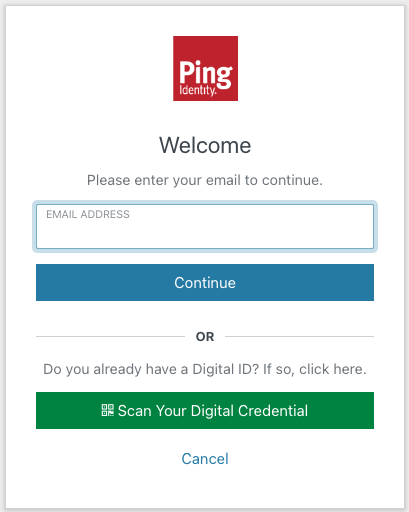 Ping
Identity.
Welcome
Please enter your email to continue.
EMAIL ADDRESS
Continue
OR
Do you already have a Digital ID? If so, click here.
Scan Your Digital Credential
Cancel